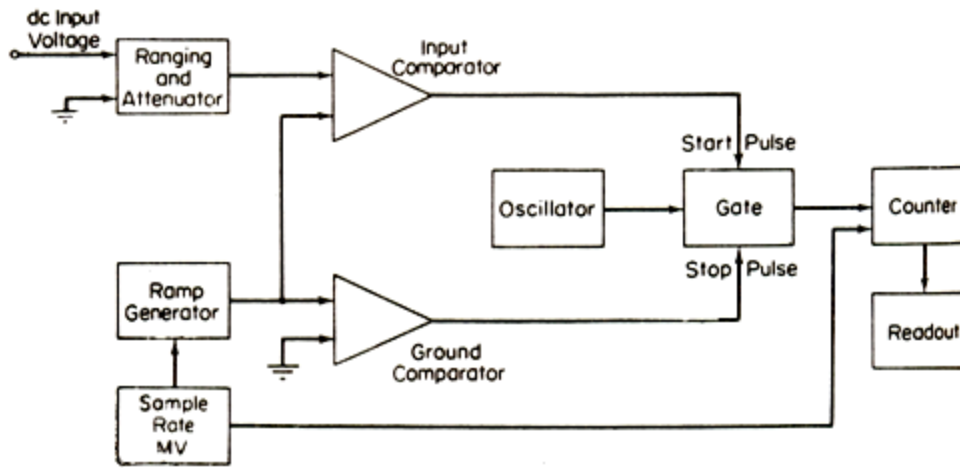 dc Input
Voltage
Ranging
and
Attenuator
Input
Comparator
Start Pulse
Oscillator
Gate
Counter
Stop Pulse
Ramp
Generator
Ground
Comparator
Readout
Sample
Rate
MV